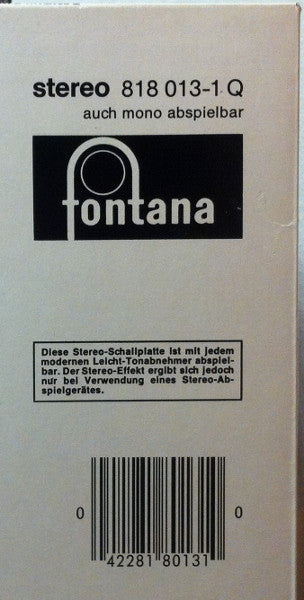 stereo 818 013-1 Q
auch mono abspielbar
fontana
Diese Stereo-Schallplatte ist mit jedem
modernen Leicht-Tonabnehmer abspiel-
bar. Der Stereo-Effekt ergibt sich jedoch
nur bei Verwendung eines Stereo-Ab-
spielgerätes.
0 42281 80131 0